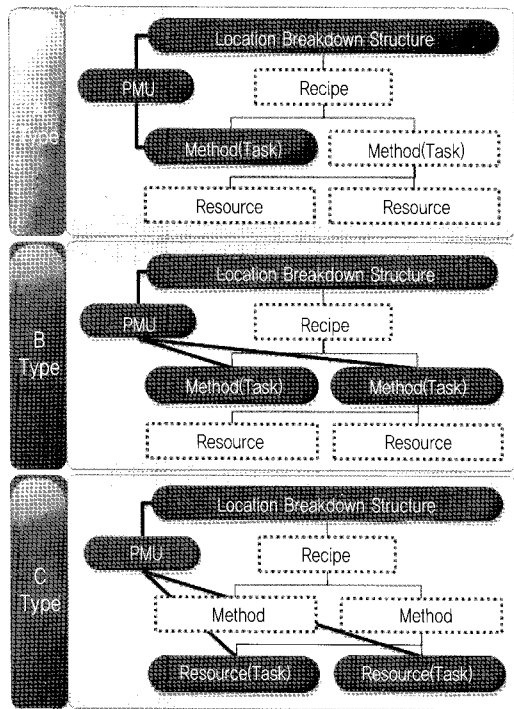 Type
Location Breakdown Structure
PMU
Recipe
Method(Task)
Method(Task)
Resource
Resource
B
Type
Location Breakdown Structure
PMU
Recipe
Method(Task)
Method(Task)
Resource
Resource
C
Type
Location Breakdown Structure
PMU
Recipe
Method
Method
Resource(Task)
Resource(Task)